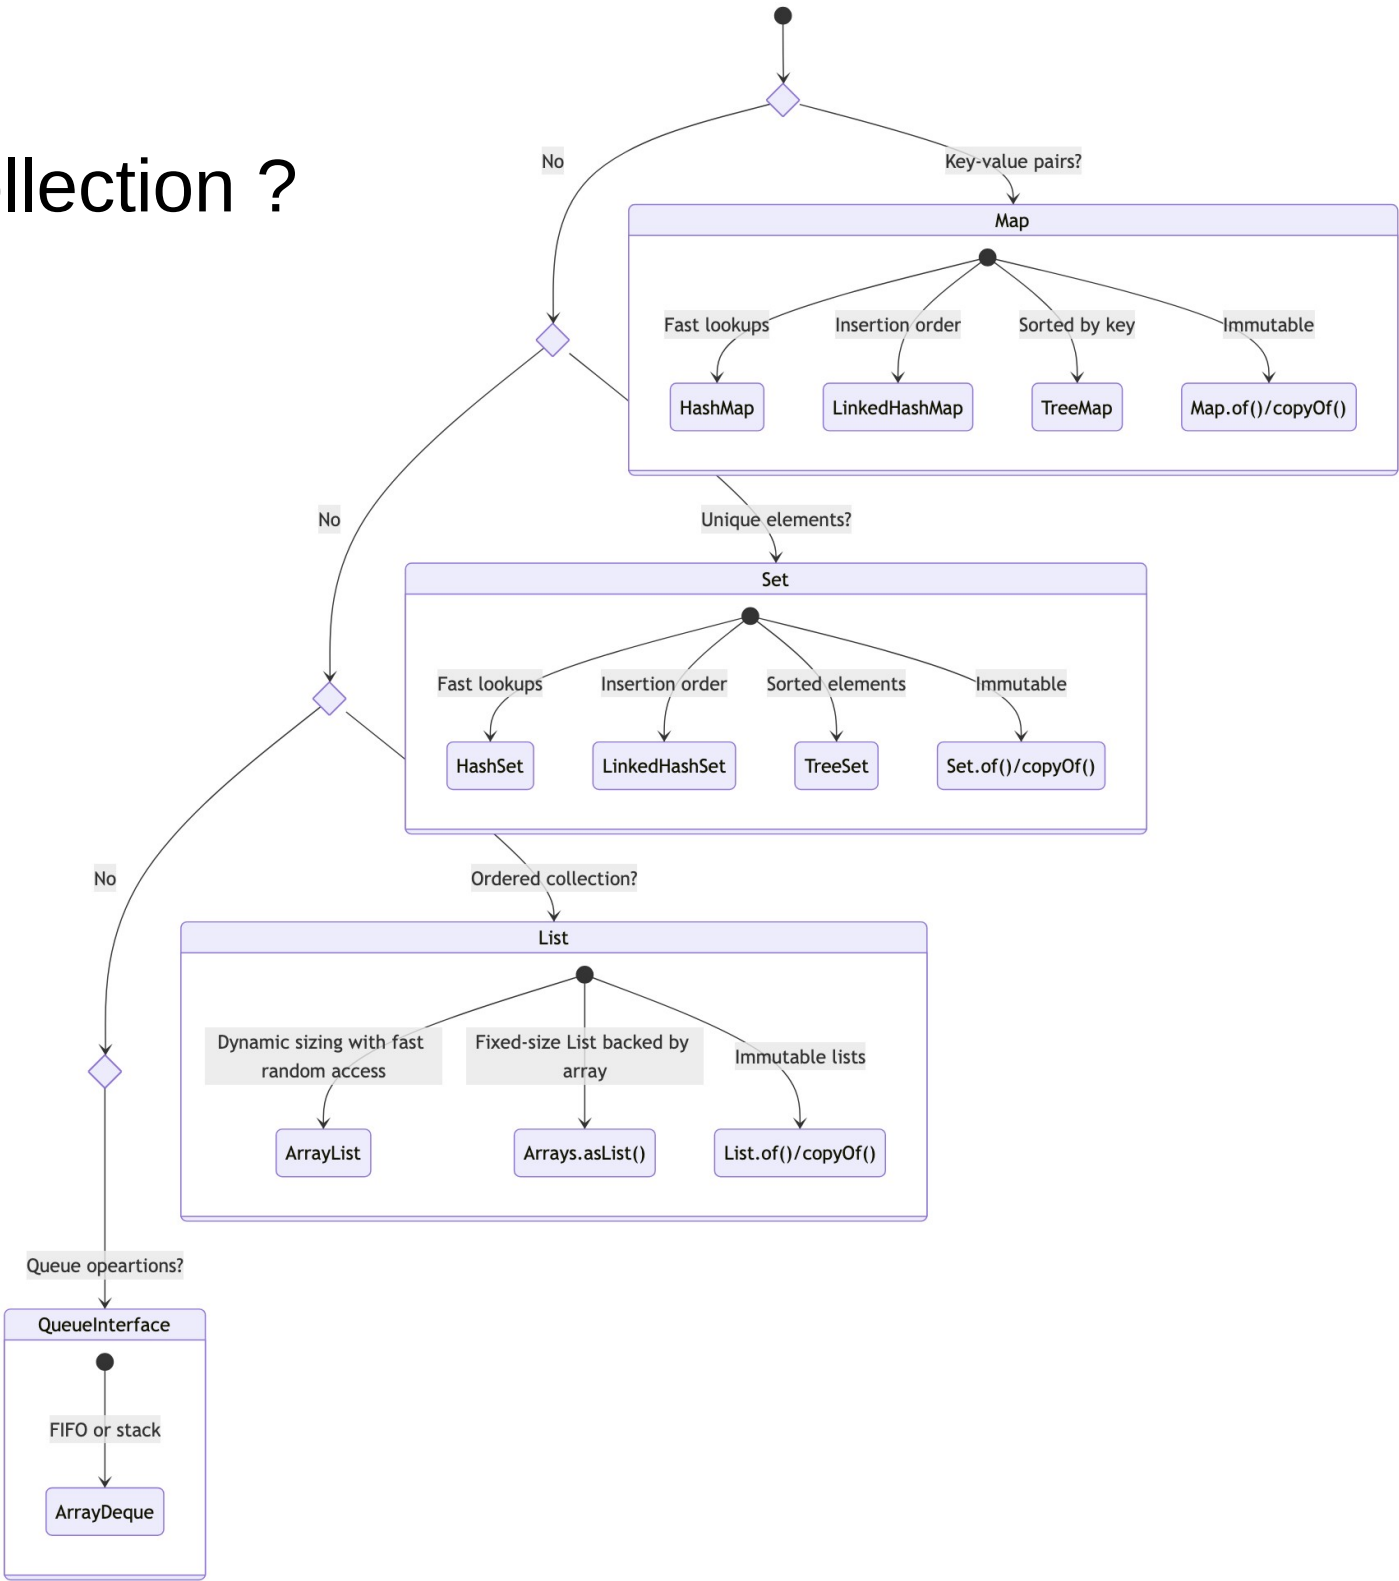 llection ?
No
Key-value pairs?
Map
Fast lookups
Insertion order
Sorted by key
Immutable
HashMap
LinkedHashMap
TreeMap
Map.of()/copyOf()
No
Unique elements?
Set
Fast lookups
Insertion order
Sorted elements
Immutable
HashSet
LinkedHashSet
TreeSet
Set.of()/copyOf()
No
Ordered collection?
List
Dynamic sizing with fast
random access
Fixed-size List backed by
array
Immutable lists
ArrayList
Arrays.asList()
List.of()/copyOf()
Queue opeartions?
QueueInterface
FIFO or stack
ArrayDeque